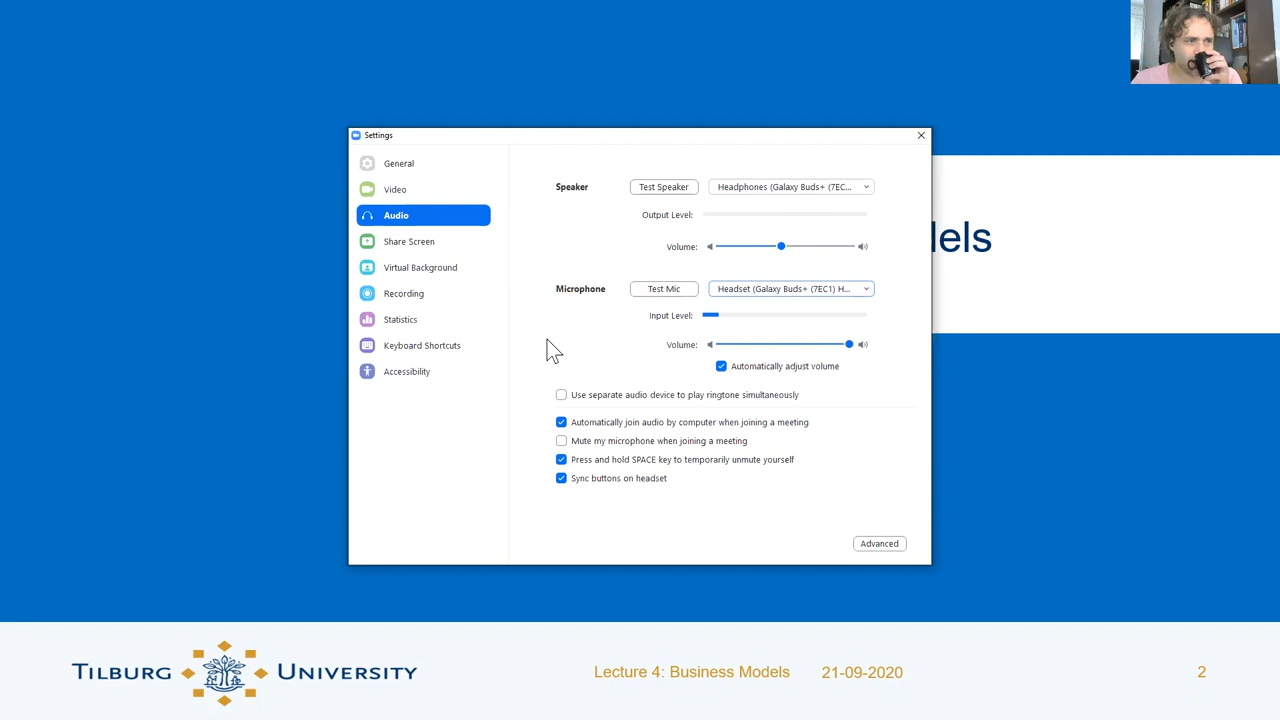 Settings
General
Video
Audio
Share Screen
Virtual Background
Recording
Statistics
Keyboard Shortcuts
Accessibility
Speaker
Test Speaker
Headphones (Galaxy Buds+ (7EC...
Output Level:
Volume:
Microphone
Test Mic
Headset (Galaxy Buds+ (7EC1) H...
Input Level:
Volume:
Automatically adjust volume
Use separate audio device to play ringtone simultaneously
Automatically join audio by computer when joining a meeting
Mute my microphone when joining a meeting
Press and hold SPACE key to temporarily unmute yourself
Sync buttons on headset
Advanced
dels
TILBURG UNIVERSITY
Lecture 4: Business Models 21-09-2020 2